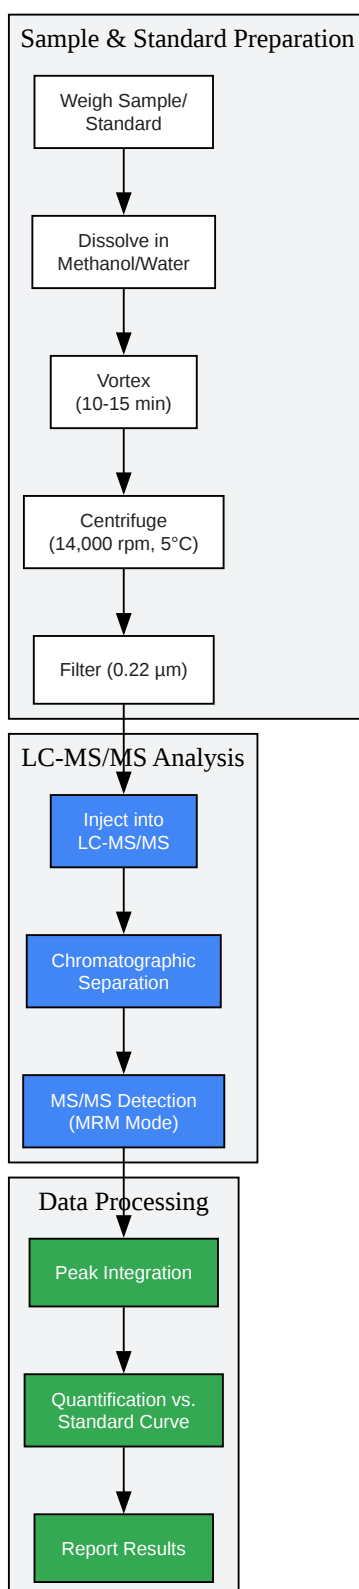 Sample & Standard Preparation
Weigh Sample/
Standard
Dissolve in
Methanol/Water
Vortex
(10-15 min)
Centrifuge
(14,000 rpm, 5°C)
Filter (0.22 µm)
LC-MS/MS Analysis
Inject into
LC-MS/MS
Chromatographic
Separation
MS/MS Detection
(MRM Mode)
Data Processing
Peak Integration
Quantification vs.
Standard Curve
Report Results